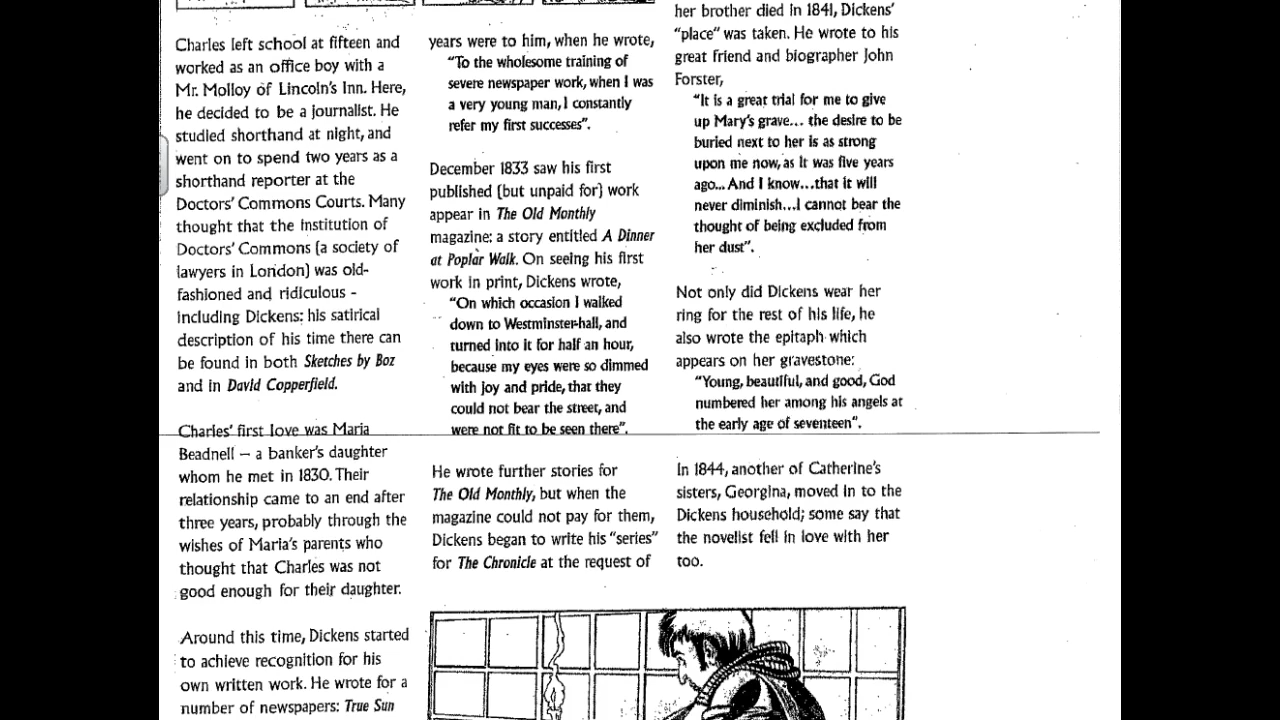 Charles left school at fifteen and
worked as an office boy with a
Mr. Molloy of Lincoln's Inn. Here,
he decided to be a journalist. He
studied shorthand at night, and
went on to spend two years as a
shorthand reporter at the
Doctors' Commons Courts. Many
thought that the institution of
Doctors' Commons (a society of
lawyers in London) was old-
fashioned and ridiculous -
including Dickens: his satirical
description of his time there can
be found in both Sketches by Boz
and in David Copperfield.
Charles' first love was Maria
Beadnell – a banker's daughter
whom he met in 1830. Their
relationship came to an end after
three years, probably through the
wishes of Maria's parents who
thought that Charles was not
good enough for their daughter.
Around this time, Dickens started
to achieve recognition for his
own written work. He wrote for a
number of newspapers: True Sun
years were to him, when he wrote,
"To the wholesome training of
severe newspaper work, when I was
a very young man, I constantly
refer my first successes".
December 1833 saw his first
published (but unpaid for) work
appear in The Old Monthly
magazine: a story entitled A Dinner
at Poplar Walk. On seeing his first
work in print, Dickens wrote,
"On which occasion I walked
down to Westminster-hall, and
turned into it for half an hour,
because my eyes were so dimmed
with joy and pride, that they
could not bear the street, and
were not fit to be seen there".
He wrote further stories for
The Old Monthly, but when the
magazine could not pay for them,
Dickens began to write his "series"
for The Chronicle at the request of
her brother died in 1841, Dickens'
"place" was taken. He wrote to his
great friend and biographer John
Forster,
"It is a great trial for me to give
up Mary's grave... the desire to be
buried next to her is as strong
upon me now, as it was five years
ago... And I know...that it will
never diminish...I cannot bear the
thought of being excluded from
her dust".
Not only did Dickens wear her
ring for the rest of his life, he
also wrote the epitaph which
appears on her gravestone:
"Young, beautiful, and good, God
numbered her among his angels at
the early age of seventeen".
In 1844, another of Catherine's
sisters, Georgina, moved in to the
Dickens household; some say that
the novelist fell in love with her
too.